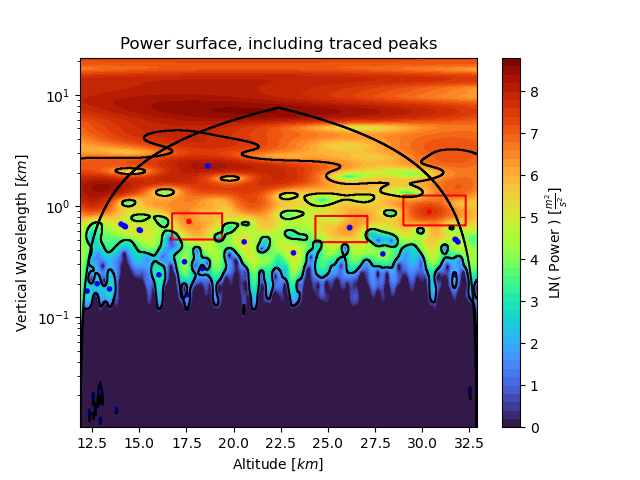 Power surface, including traced peaks
Vertical Wavelength [km]
10¹
10⁰
10⁻¹
12.5 15.0 17.5 20.0 22.5 25.0 27.5 30.0 32.5
Altitude [km]
8
7
6
5
4
3
2
1
0
LN( Power ) [m²/s²]